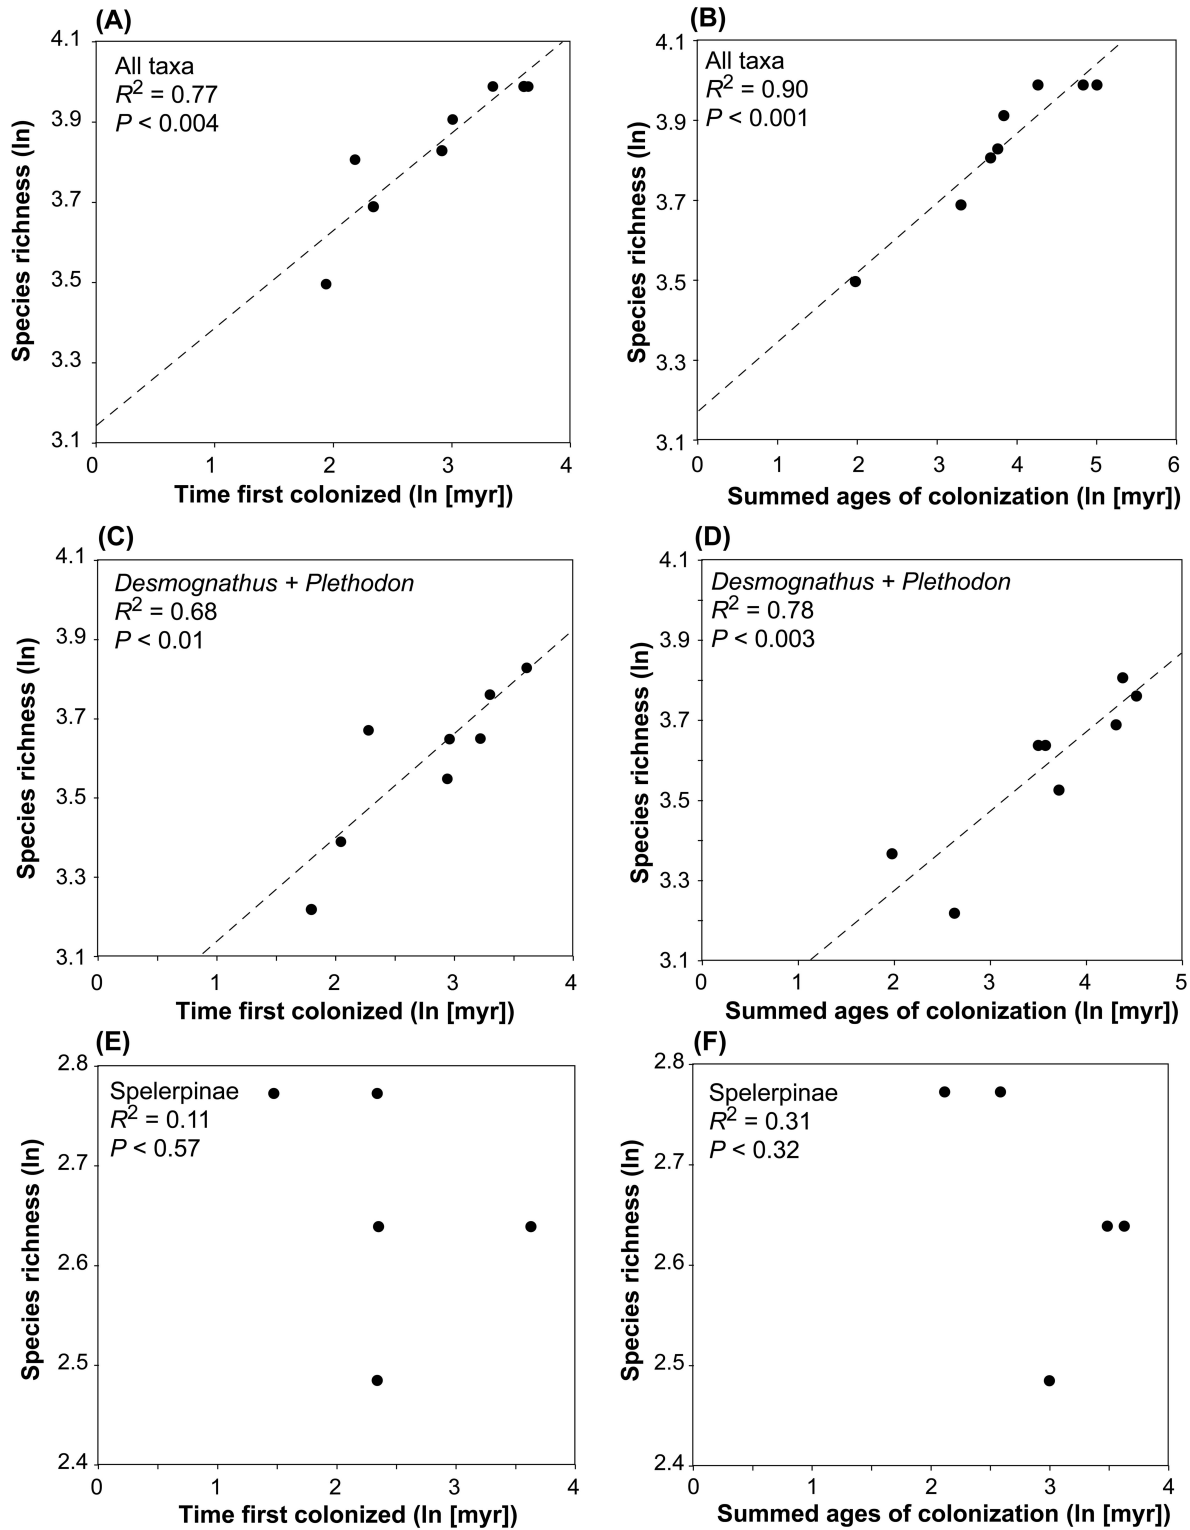 (A)
4.1
3.9
3.7
3.5
3.3
3.1
Species richness (ln)
All taxa
R² = 0.77
P < 0.004
0 1 2 3 4
Time first colonized (ln [myr])
(B)
4.1
3.9
3.7
3.5
3.3
3.1
Species richness (ln)
All taxa
R² = 0.90
P < 0.001
0 1 2 3 4 5 6
Summed ages of colonization (ln [myr])
(C)
4.1
3.9
3.7
3.5
3.3
3.1
Species richness (ln)
Desmognathus + Plethodon
R² = 0.68
P < 0.01
0 1 2 3 4
Time first colonized (ln [myr])
(D)
4.1
3.9
3.7
3.5
3.3
3.1
Species richness (ln)
Desmognathus + Plethodon
R² = 0.78
P < 0.003
0 1 2 3 4 5
Summed ages of colonization (ln [myr])
(E)
2.8
2.7
2.6
2.5
2.4
Species richness (ln)
Spelerpinae
R² = 0.11
P < 0.57
0 1 2 3 4
Time first colonized (ln [myr])
(F)
2.8
2.7
2.6
2.5
2.4
Species richness (ln)
Spelerpinae
R² = 0.31
P < 0.32
0 1 2 3 4
Summed ages of colonization (ln [myr])